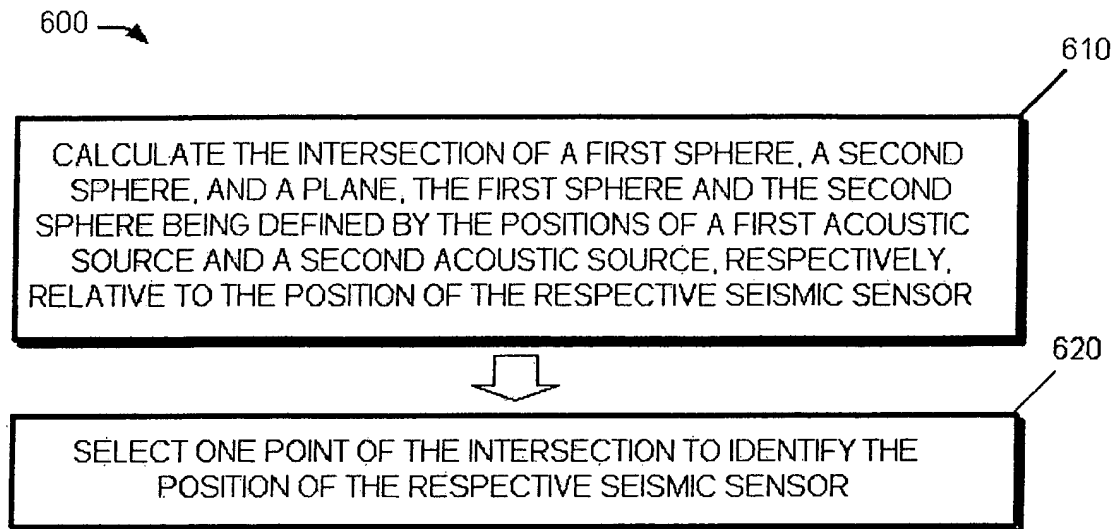 600
610
CALCULATE THE INTERSECTION OF A FIRST SPHERE, A SECOND
SPHERE, AND A PLANE, THE FIRST SPHERE AND THE SECOND
SPHERE BEING DEFINED BY THE POSITIONS OF A FIRST ACOUSTIC
SOURCE AND A SECOND ACOUSTIC SOURCE, RESPECTIVELY,
RELATIVE TO THE POSITION OF THE RESPECTIVE SEISMIC SENSOR
620
SELECT ONE POINT OF THE INTERSECTION TO IDENTIFY THE
POSITION OF THE RESPECTIVE SEISMIC SENSOR